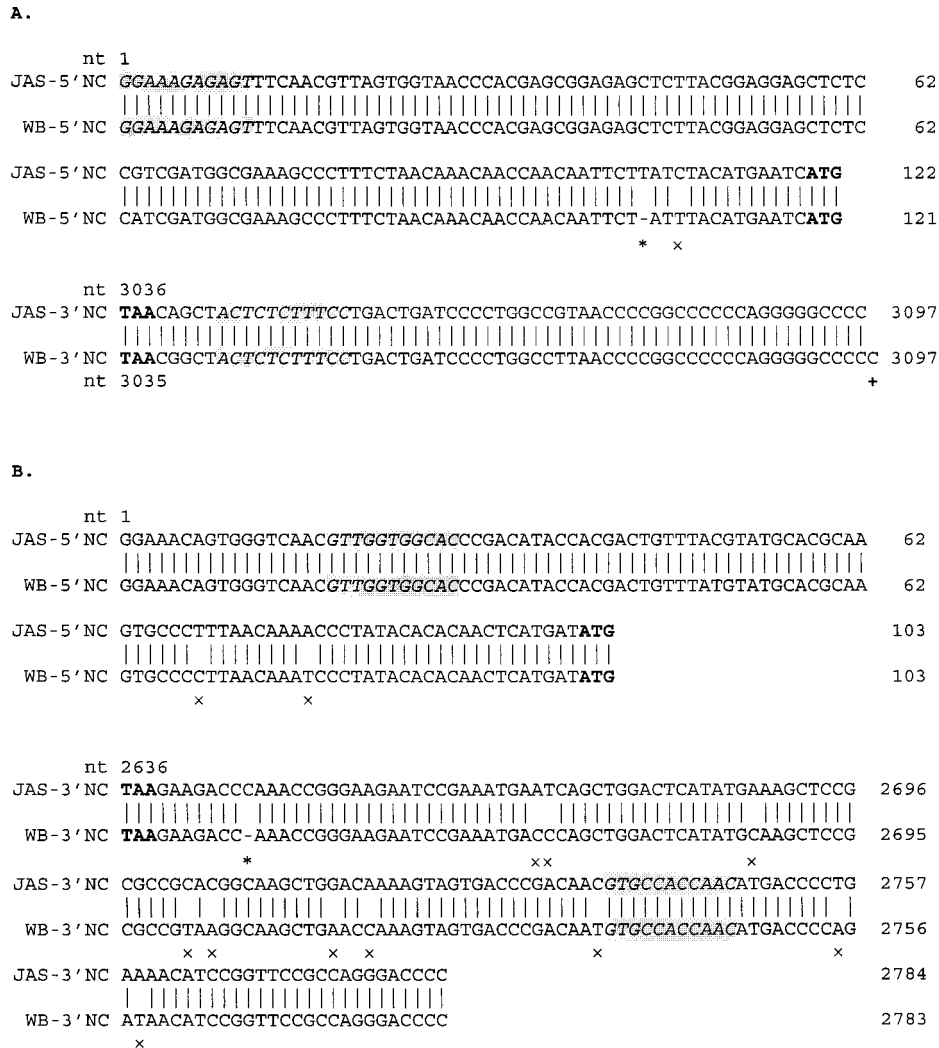 A.
nt 1
JAS-5'NC GGAAAGAGAGTTTCAACGTTAGTGGTAACCCACGAGCGGAGAGCTCTTACGGAGGAGCTCTC 62
WB-5'NC GGAAAGAGAGTTTCAACGTTAGTGGTAACCCACGAGCGGAGAGCTCTTACGGAGGAGCTCTC 62
JAS-5'NC CGTCGATGGCGAAAGCCCTTTCTAACAAACAACCAACAATTCTTATCTACATGAATCATG 122
WB-5'NC CATCGATGGCGAAAGCCCTTTCTAACAAACAACCAACAATTCT-ATTTACATGAATCATG 121
* ×
nt 3036
JAS-3'NC TAACAGCTACTCTCTTTCCTGACTGATCCCCTGGCCGTAACCCCGGCCCCCCAGGGGGCCCC 3097
WB-3'NC TAACGGCTACTCTCTTTCCTGACTGATCCCCTGGCCTTAACCCCGGCCCCCCAGGGGGCCCCC 3097
nt 3035 +
B.
nt 1
JAS-5'NC GGAAACAGTGGGTCAACGTTGGTGGCACCCGACATACCACGACTGTTTACGTATGCACGCAA 62
WB-5'NC GGAAACAGTGGGTCAACGTTGGTGGCACCCGACATACCACGACTGTTTATGTATGCACGCAA 62
JAS-5'NC GTGCCCTTTAACAAAACCCTATACACACAACTCATGATATG 103
WB-5'NC GTGCCCCTTAACAAATCCCTATACACACAACTCATGATATG 103
× ×
nt 2636
JAS-3'NC TAAGAAGACCCAAACCGGGAAGAATCCGAAATGAATCAGCTGGACTCATATGAAAGCTCCG 2696
WB-3'NC TAAGAAGACC-AAACCGGGAAGAATCCGAAATGACCCAGCTGGACTCATATGCAAGCTCCG 2695
* ×× ×
JAS-3'NC CGCCGCACGGCAAGCTGGACAAAAGTAGTGACCCGACAACGTGCCACCAACATGACCCCTG 2757
WB-3'NC CGCCGTAAGGCAAGCTGAACCAAAGTAGTGACCCGACAATGTGCCACCAACATGACCCCAG 2756
× × × × × ×
JAS-3'NC AAAACATCCGGTTCCGCCAGGGACCCC 2784
WB-3'NC ATAACATCCGGTTCCGCCAGGGACCCC 2783
×